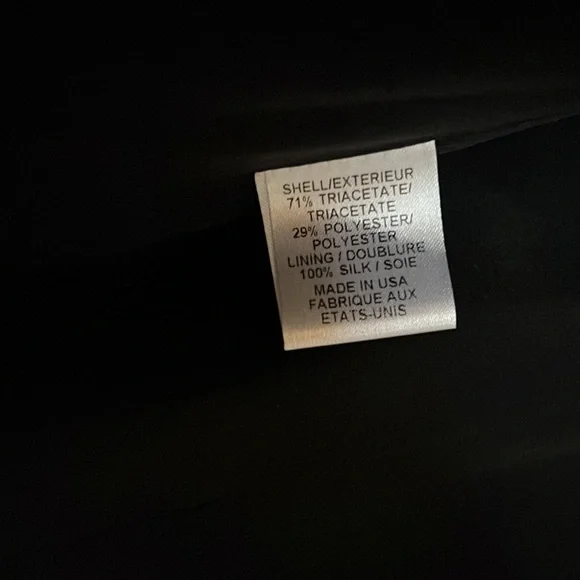 SHELL/EXTERIEUR
71% TRIACETATE/
TRIACETATE
29% POLYESTER/
POLYESTER
LINING / DOUBLURE
100% SILK / SOIE
MADE IN USA
FABRIQUE AUX
ETATS-UNIS